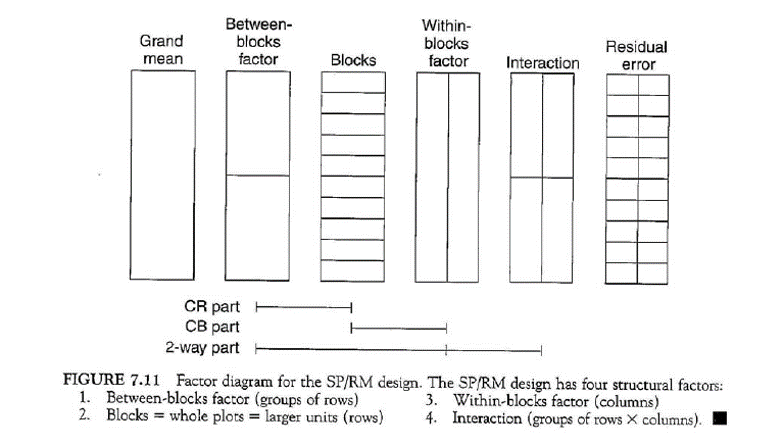 Grand mean
Between-blocks factor
Blocks
Within-blocks factor
Interaction
Residual error
CR part
CB part
2-way part
FIGURE 7.11 Factor diagram for the SP/RM design. The SP/RM design has four structural factors:
1. Between-blocks factor (groups of rows)
2. Blocks = whole plots = larger units (rows)
3. Within-blocks factor (columns)
4. Interaction (groups of rows X columns). ■